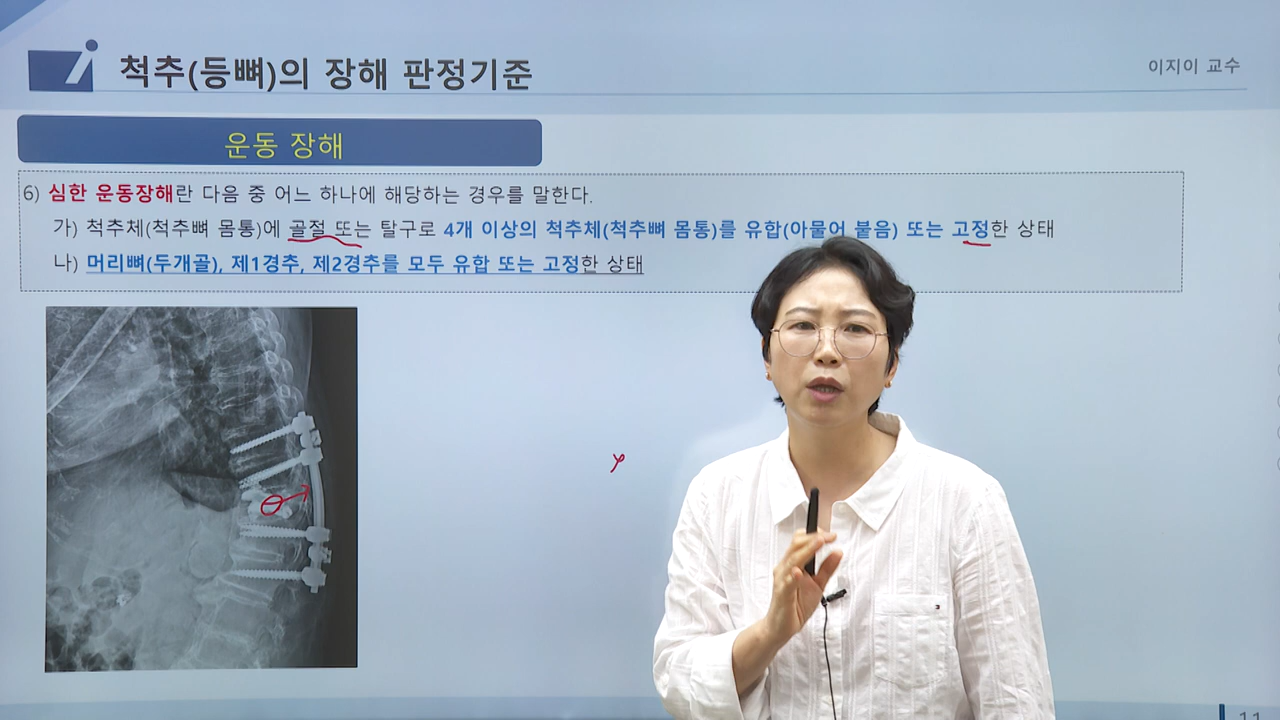 척추(등뼈)의 장해 판정기준
이지이 교수
운동 장해
6) 심한 운동장해란 다음 중 어느 하나에 해당하는 경우를 말한다.
가) 척추체(척추뼈 몸통)에 골절 또는 탈구로 4개 이상의 척추체(척추뼈 몸통)를 유합(아물어 붙음) 또는 고정한 상태
나) 머리뼈(두개골), 제1경추, 제2경추를 모두 유합 또는 고정한 상태